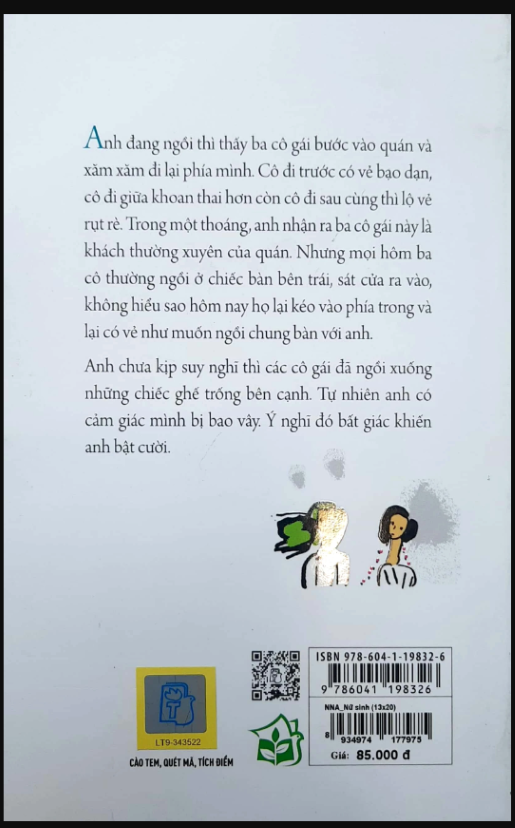 Anh đang ngồi thì thấy ba cô gái bước vào quán và
xăm xăm đi lại phía mình. Cô đi trước có vẻ bạo dạn,
cô đi giữa khoan thai hơn còn cô đi sau cùng thì lộ vẻ
rụt rè. Trong một thoáng, anh nhận ra ba cô gái này là
khách thường xuyên của quán. Nhưng mọi hôm ba
cô thường ngồi ở chiếc bàn bên trái, sát cửa ra vào,
không hiểu sao hôm nay họ lại kéo vào phía trong và
lại có vẻ như muốn ngồi chung bàn với anh.
Anh chưa kịp suy nghĩ thì các cô gái đã ngồi xuống
những chiếc ghế trống bên cạnh. Tự nhiên anh có
cảm giác mình bị bao vây. Ý nghĩ đó bất giác khiến
anh bật cười.
ISBN 978-604-1-19832-6
9 786041 198326
NNA_Nữ sinh (13x20)
8 934974 177975
Giá: 85.000 đ
LT9-343522
CÀO TEM, QUÉT MÃ, TÍCH ĐIỂM